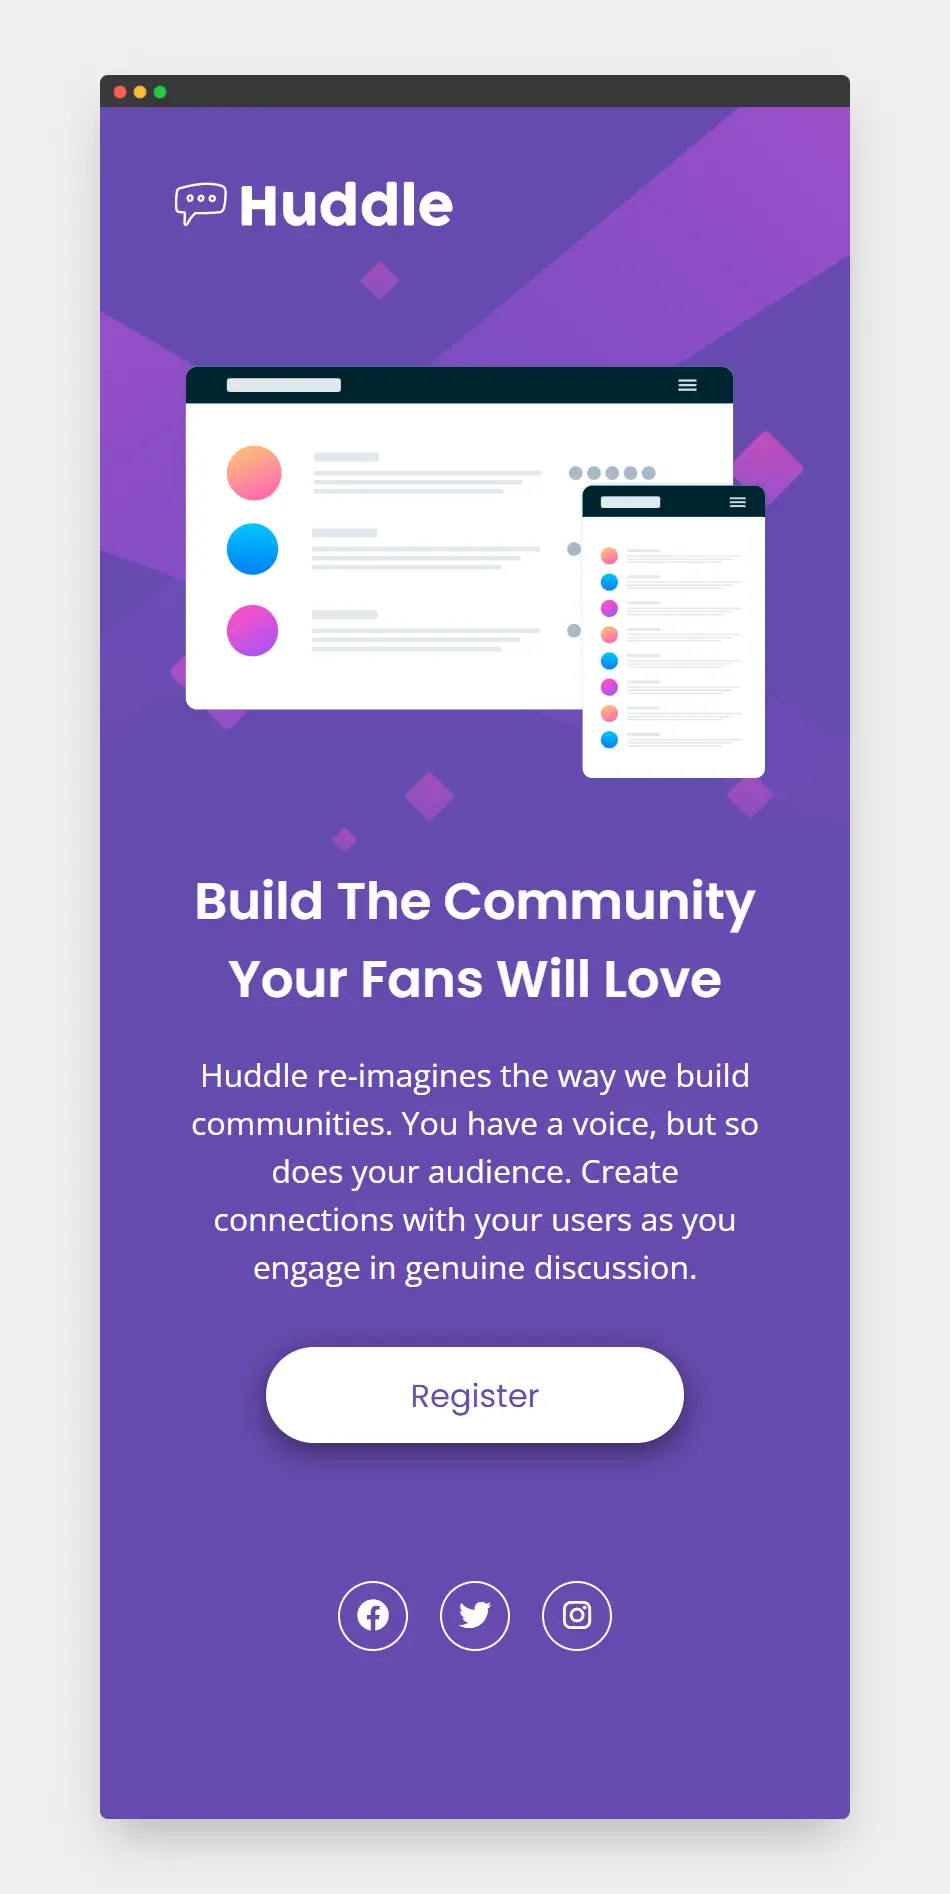 Huddle
Build The Community
Your Fans Will Love
Huddle re-imagines the way we build
communities. You have a voice, but so
does your audience. Create
connections with your users as you
engage in genuine discussion.
Register